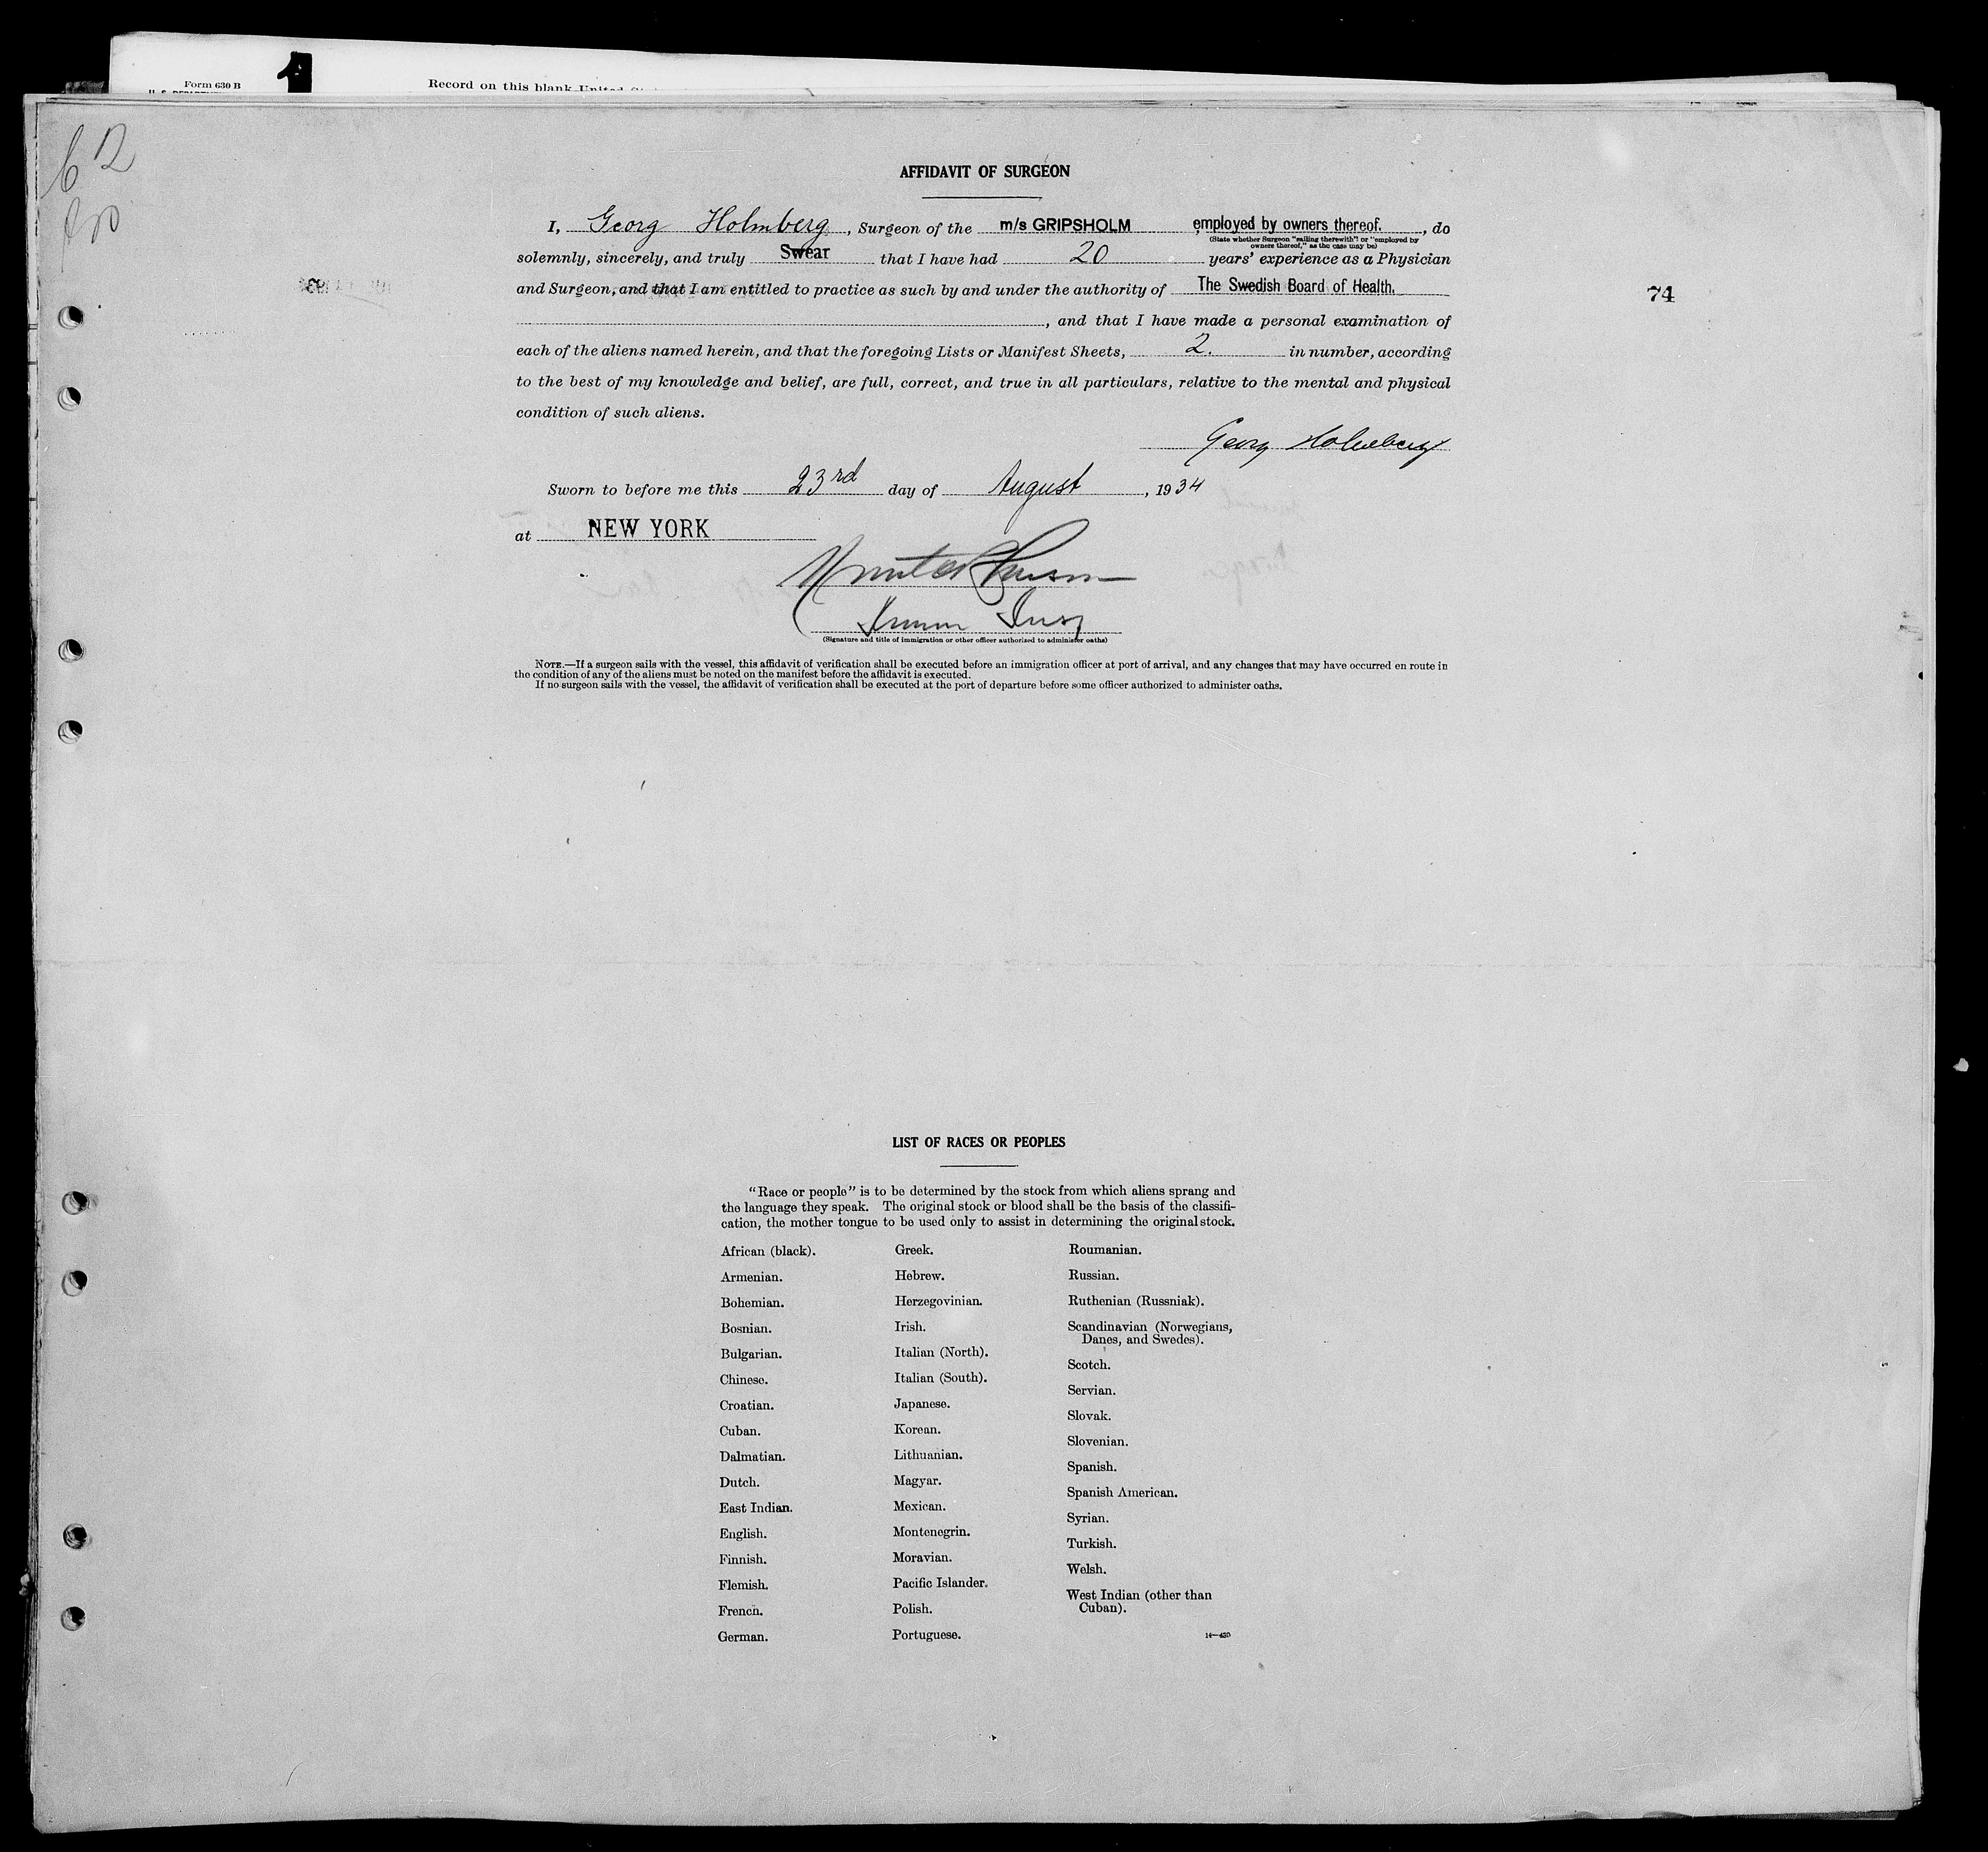 Form 630 B
Record on this blank United
AFFIDAVIT OF SURGEON
I, Georg Holmberg, Surgeon of the m/s GRIPSHOLM employed by owners thereof., do
(State whether Surgeon "sailing therewith" or "employed by
owners thereof," as the case may be)
solemnly, sincerely, and truly Swear that I have had 20 years' experience as a Physician
and Surgeon, and that I am entitled to practice as such by and under the authority of The Swedish Board of Health.
74
, and that I have made a personal examination of
each of the aliens named herein, and that the foregoing Lists or Manifest Sheets, 2. in number, according
to the best of my knowledge and belief, are full, correct, and true in all particulars, relative to the mental and physical
condition of such aliens.
Georg Holmberg
Sworn to before me this 23rd day of August, 1934
at NEW YORK
(Signature and title of immigration or other officer authorized to administer oaths)
NOTE.—If a surgeon sails with the vessel, this affidavit of verification shall be executed before an immigration officer at port of arrival, and any changes that may have occurred en route in
the condition of any of the aliens must be noted on the manifest before the affidavit is executed.
If no surgeon sails with the vessel, the affidavit of verification shall be executed at the port of departure before some officer authorized to administer oaths.
LIST OF RACES OR PEOPLES
"Race or people" is to be determined by the stock from which aliens sprang and
the language they speak. The original stock or blood shall be the basis of the classifi-
cation, the mother tongue to be used only to assist in determining the original stock.
African (black).
Armenian.
Bohemian.
Bosnian.
Bulgarian.
Chinese.
Croatian.
Cuban.
Dalmatian.
Dutch.
East Indian.
English.
Finnish.
Flemish.
French.
German.
Greek.
Hebrew.
Herzegovinian.
Irish.
Italian (North).
Italian (South).
Japanese.
Korean.
Lithuanian.
Magyar.
Mexican.
Montenegrin.
Moravian.
Pacific Islander.
Polish.
Portuguese.
Roumanian.
Russian.
Ruthenian (Russniak).
Scandinavian (Norwegians,
Danes, and Swedes).
Scotch.
Servian.
Slovak.
Slovenian.
Spanish.
Spanish American.
Syrian.
Turkish.
Welsh.
West Indian (other than
Cuban).
14—430